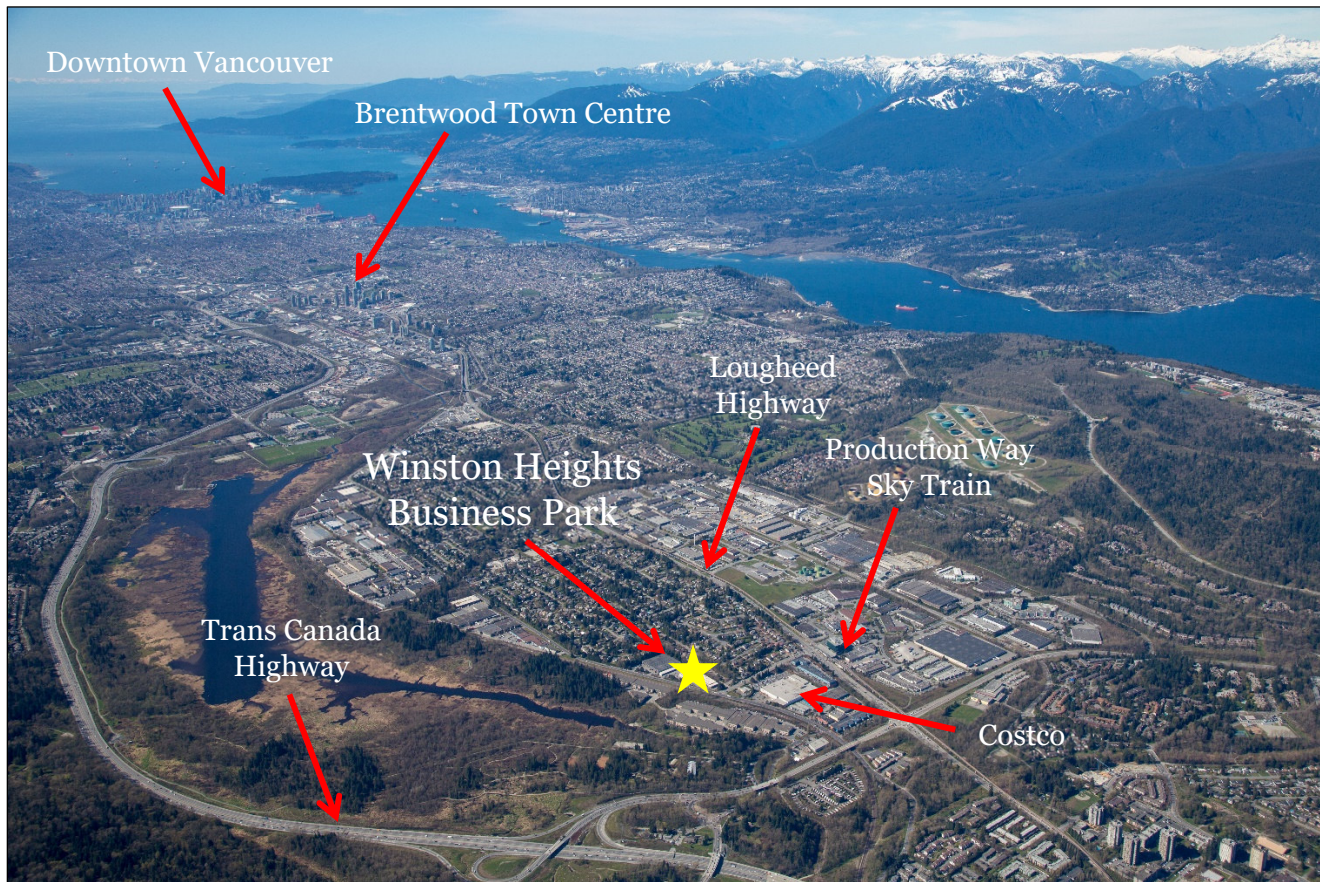 Downtown Vancouver
Brentwood Town Centre
Lougheed
Highway
Production Way
Sky Train
Winston Heights
Business Park
Trans Canada
Highway
Costco